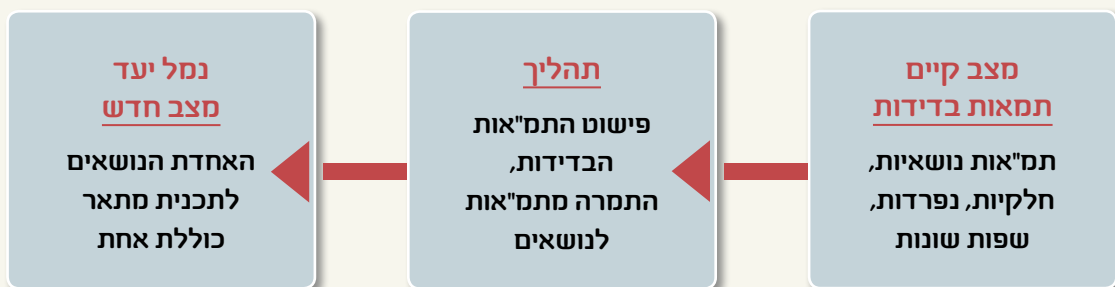 מצב קיים
תמאות בדידות
תמ"אות נושאיות,
חלקיות, נפרדות,
שפות שונות
תהליך
פישוט התמ"אות
הבדידות,
התמרה מתמ"אות
לנושאים
נמל יעד
מצב חדש
האחדת הנושאים
לתכנית מתאר
כוללת אחת